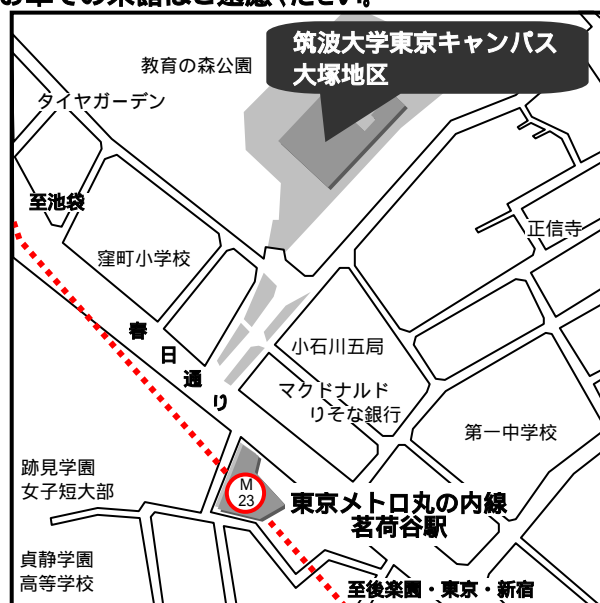 お車での来館はご遠慮ください。
筑波大学東京キャンパス
大塚地区
教育の森公園
タイヤガーデン
至池袋
正信寺
窪町小学校
春日通り
小石川五局
マクドナルド
りそな銀行
第一中学校
跡見学園
女子短大部
M
23
東京メトロ丸の内線
茗荷谷駅
貞静学園
高等学校
至後楽園・東京・新宿